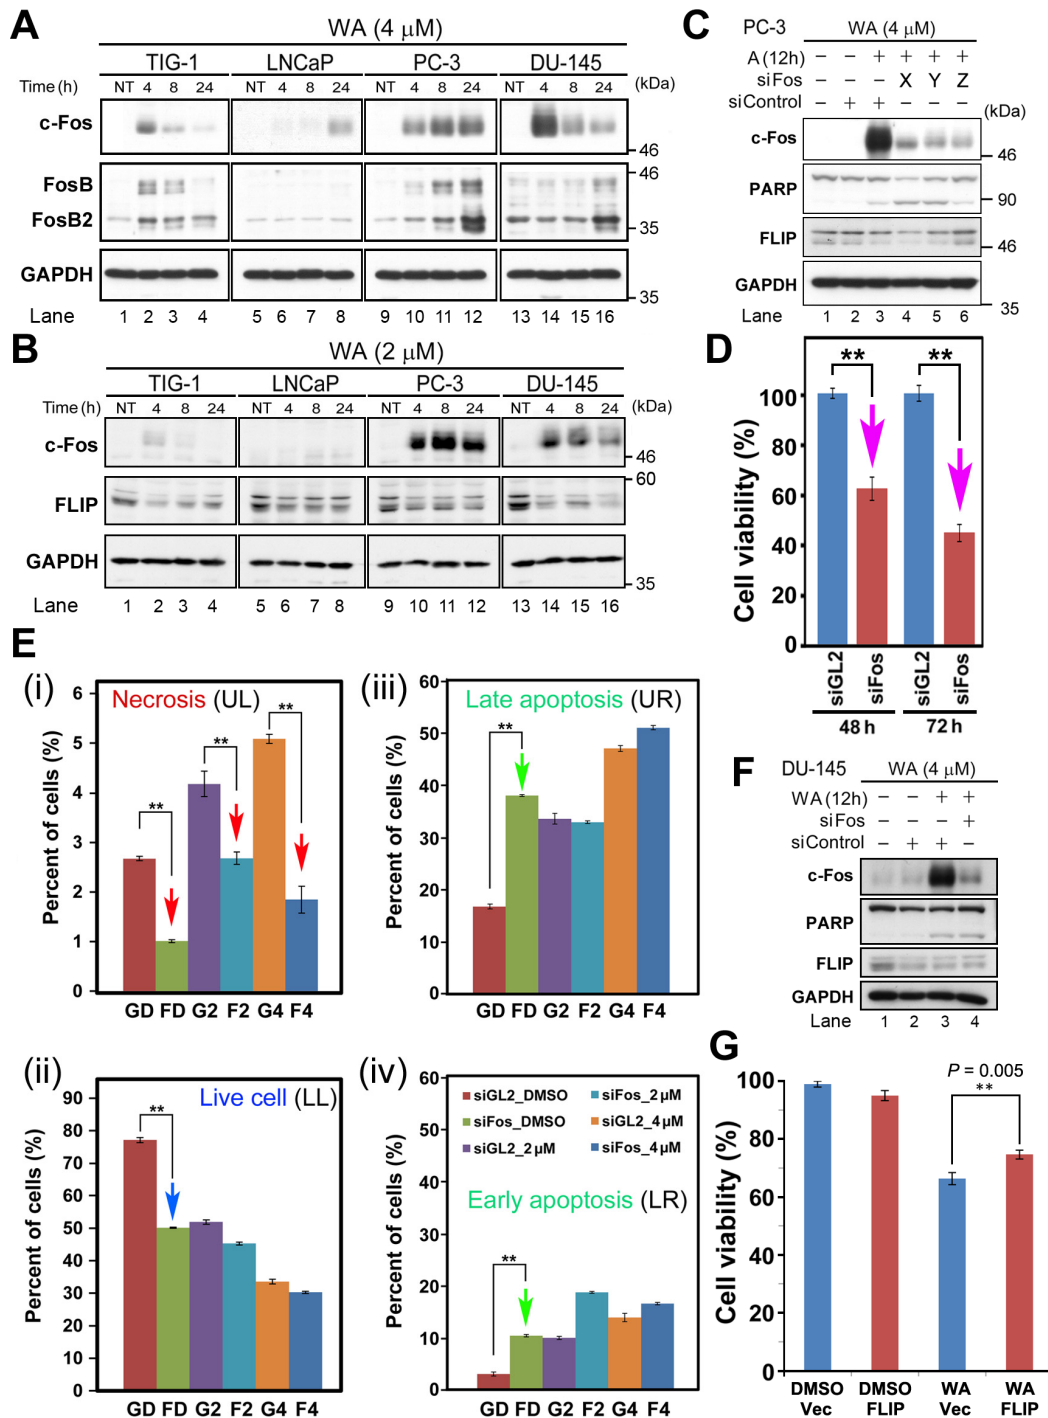 A
WA (4 μM)
TIG-1 LNCaP PC-3 DU-145
Time (h) NT 4 8 24 NT 4 8 24 NT 4 8 24 NT 4 8 24 (kDa)
c-Fos
46
46
FosB
FosB2
35
GAPDH
35
Lane 1 2 3 4 5 6 7 8 9 10 11 12 13 14 15 16
B
WA (2 μM)
TIG-1 LNCaP PC-3 DU-145
Time (h) NT 4 8 24 NT 4 8 24 NT 4 8 24 NT 4 8 24 (kDa)
c-Fos
46
60
FLIP
GAPDH
35
Lane 1 2 3 4 5 6 7 8 9 10 11 12 13 14 15 16
C
PC-3 WA (4 μM)
A (12h) − − + + + +
siFos − − − X Y Z
siControl − + + − − −
(kDa)
c-Fos
46
PARP
90
FLIP
46
GAPDH
35
Lane 1 2 3 4 5 6
D
Cell viability (%)
100
80
60
40
20
0
** **
siGL2 siFos siGL2 siFos
48 h 72 h
E
(i)
Necrosis (UL)
Percent of cells (%)
6
5
4
3
2
1
0
** ** **
GD FD G2 F2 G4 F4
(iii)
Late apoptosis (UR)
Percent of cells (%)
60
50
40
30
20
10
0
**
GD FD G2 F2 G4 F4
(ii)
Live cell (LL)
Percent of cells (%)
90
80
70
60
50
40
30
20
10
0
**
GD FD G2 F2 G4 F4
(iv)
siGL2_DMSO siFos_2μM
siFos_DMSO siGL2_4μM
siGL2_2μM siFos_4μM
Early apoptosis (LR)
Percent of cells (%)
60
50
40
30
20
10
0
**
GD FD G2 F2 G4 F4
F
DU-145 WA (4 μM)
WA (12h) − − + +
siFos − − − +
siControl − + + −
c-Fos
PARP
FLIP
GAPDH
Lane 1 2 3 4
G
P = 0.005
**
Cell viability (%)
100
80
60
40
20
0
DMSO DMSO WA WA
Vec FLIP Vec FLIP